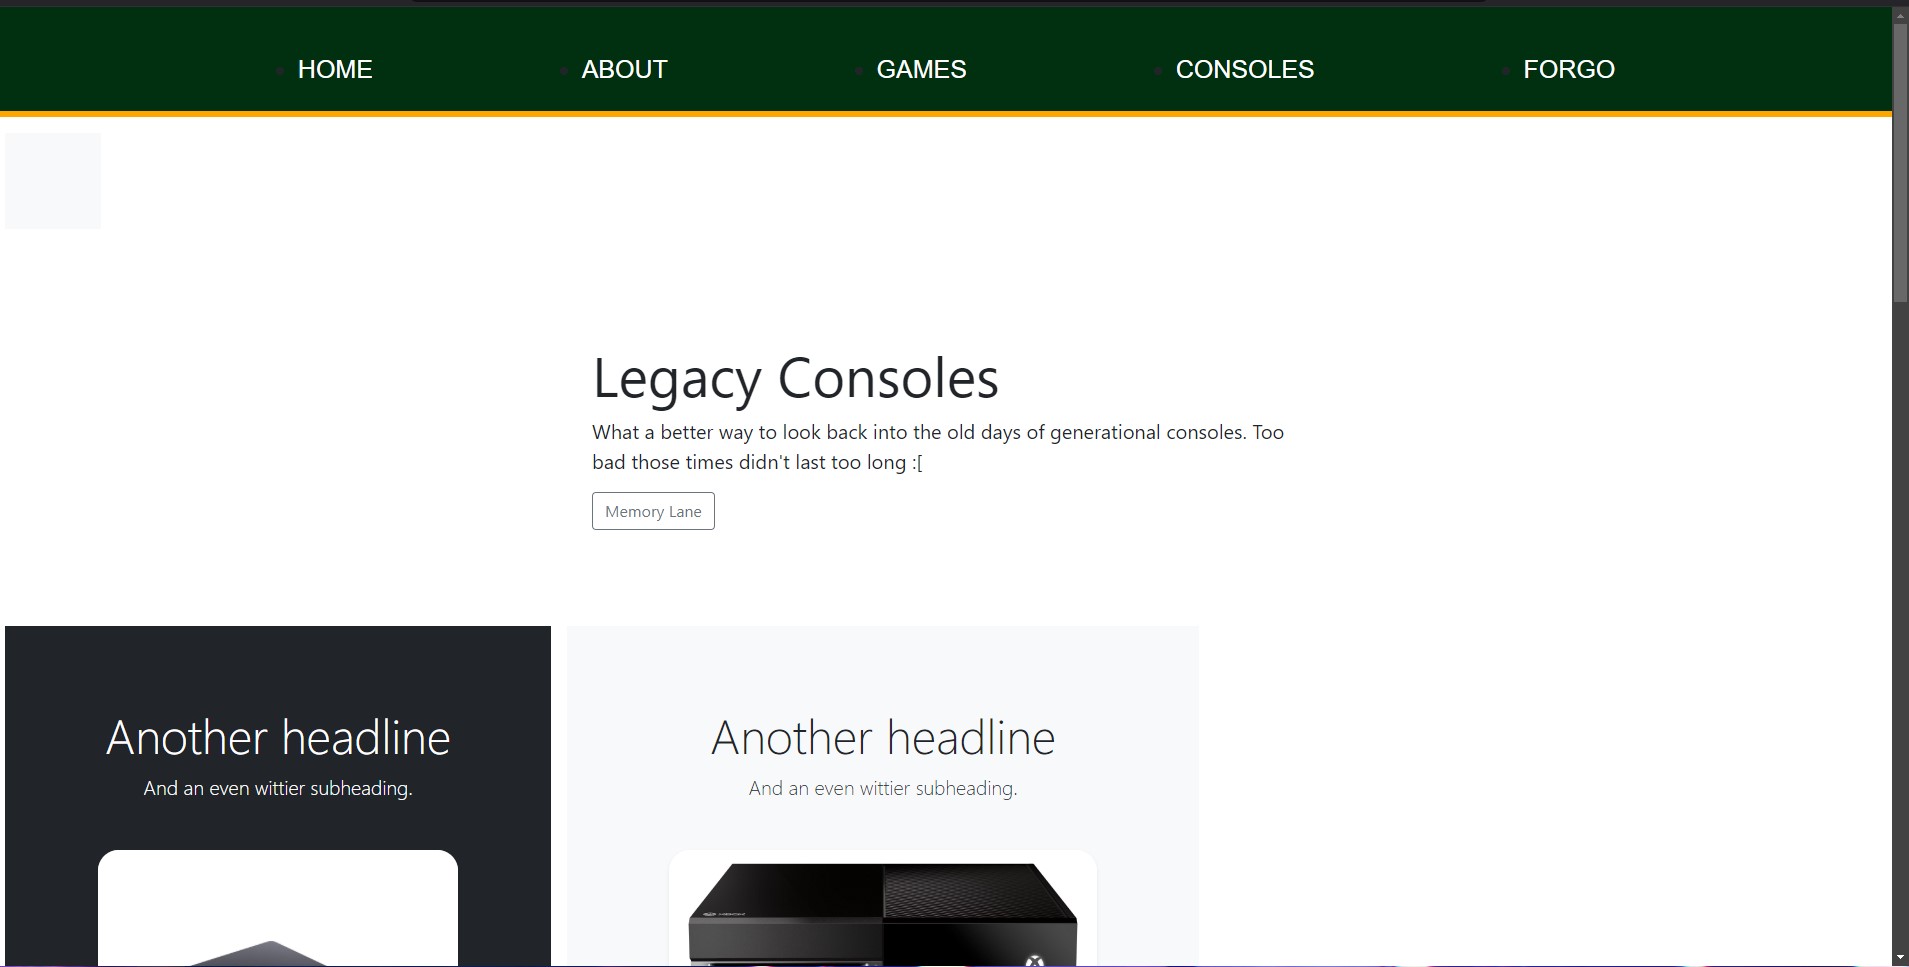 HOME ABOUT GAMES CONSOLES FORGO
Legacy Consoles
What a better way to look back into the old days of generational consoles. Too
bad those times didn't last too long :[
Memory Lane
Another headline
And an even wittier subheading.
Another headline
And an even wittier subheading.
XBOX